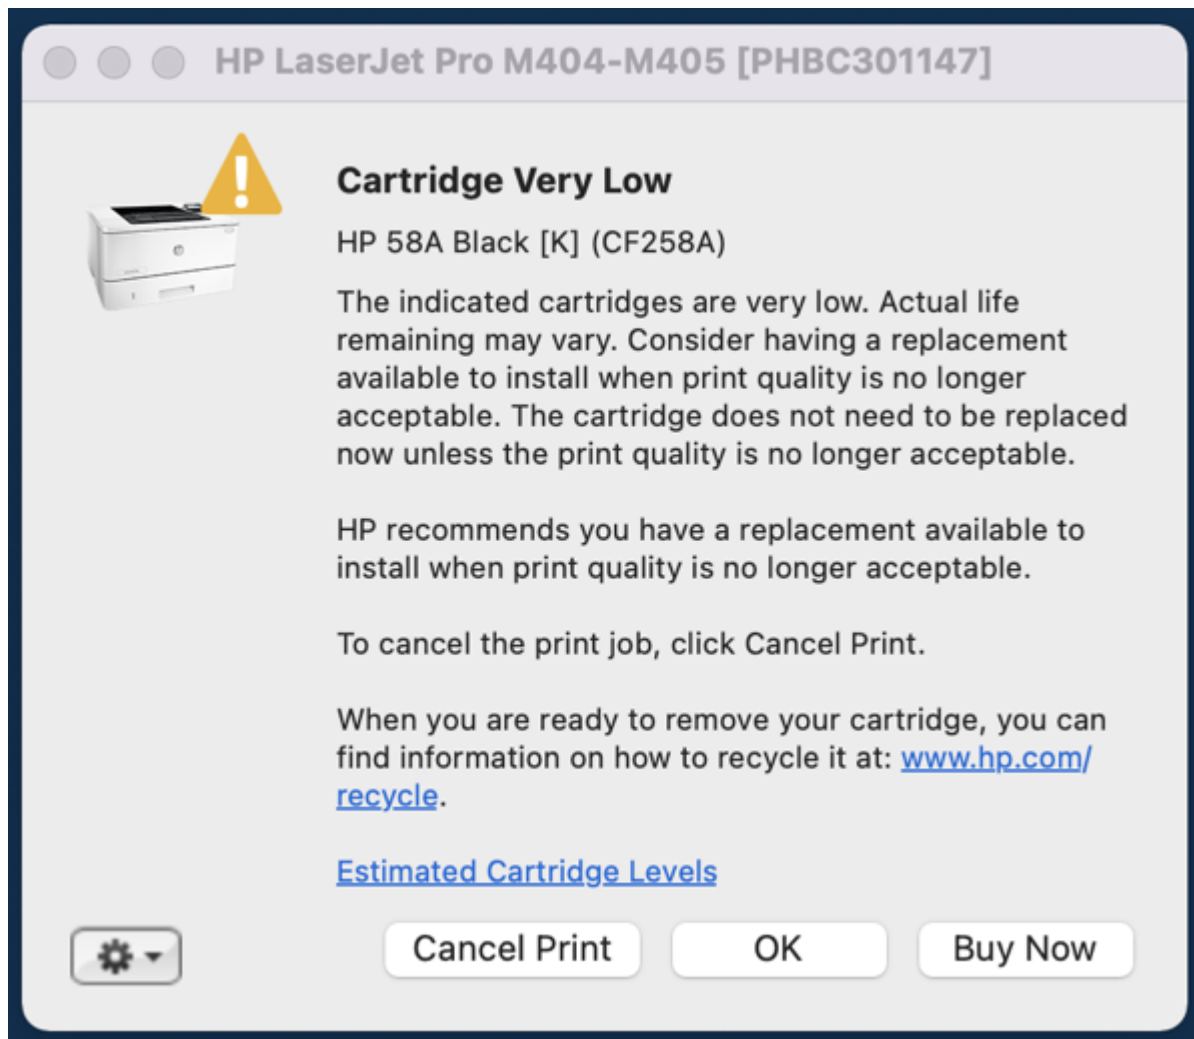 HP LaserJet Pro M404-M405 [PHBC301147]
Cartridge Very Low
HP 58A Black [K] (CF258A)
The indicated cartridges are very low. Actual life
remaining may vary. Consider having a replacement
available to install when print quality is no longer
acceptable. The cartridge does not need to be replaced
now unless the print quality is no longer acceptable.
HP recommends you have a replacement available to
install when print quality is no longer acceptable.
To cancel the print job, click Cancel Print.
When you are ready to remove your cartridge, you can
find information on how to recycle it at: www.hp.com/
recycle.
Estimated Cartridge Levels
Cancel Print
OK
Buy Now